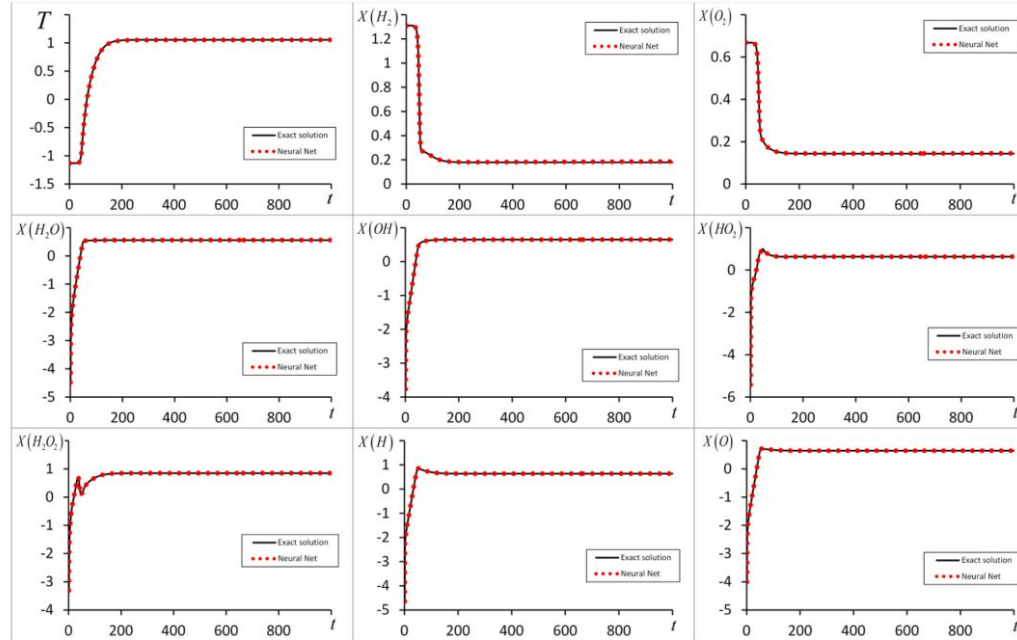 T
1
0.5
0
-0.5
-1
-1.5
0 200 400 600 800 t
Exact solution
Neural Net
X(H₂)
1.2
1
0.8
0.6
0.4
0.2
0
0 200 400 600 800 t
Exact solution
Neural Net
X(O₂)
0.6
0.4
0.2
0
0 200 400 600 800 t
Exact solution
Neural Net
X(H₂O)
0
-1
-2
-3
-4
-5
0 200 400 600 800 t
Exact solution
Neural Net
X(OH)
0
-1
-2
-3
-4
0 200 400 600 800 t
Exact solution
Neural Net
X(HO₂)
0
-2
-4
-6
0 200 400 600 800 t
Exact solution
Neural Net
X(H₂O₂)
1
0
-1
-2
-3
-4
0 200 400 600 800 t
Exact solution
Neural Net
X(H)
1
0
-1
-2
-3
-4
-5
0 200 400 600 800 t
Exact solution
Neural Net
X(O)
0
-1
-2
-3
-4
-5
0 200 400 600 800 t
Exact solution
Neural Net